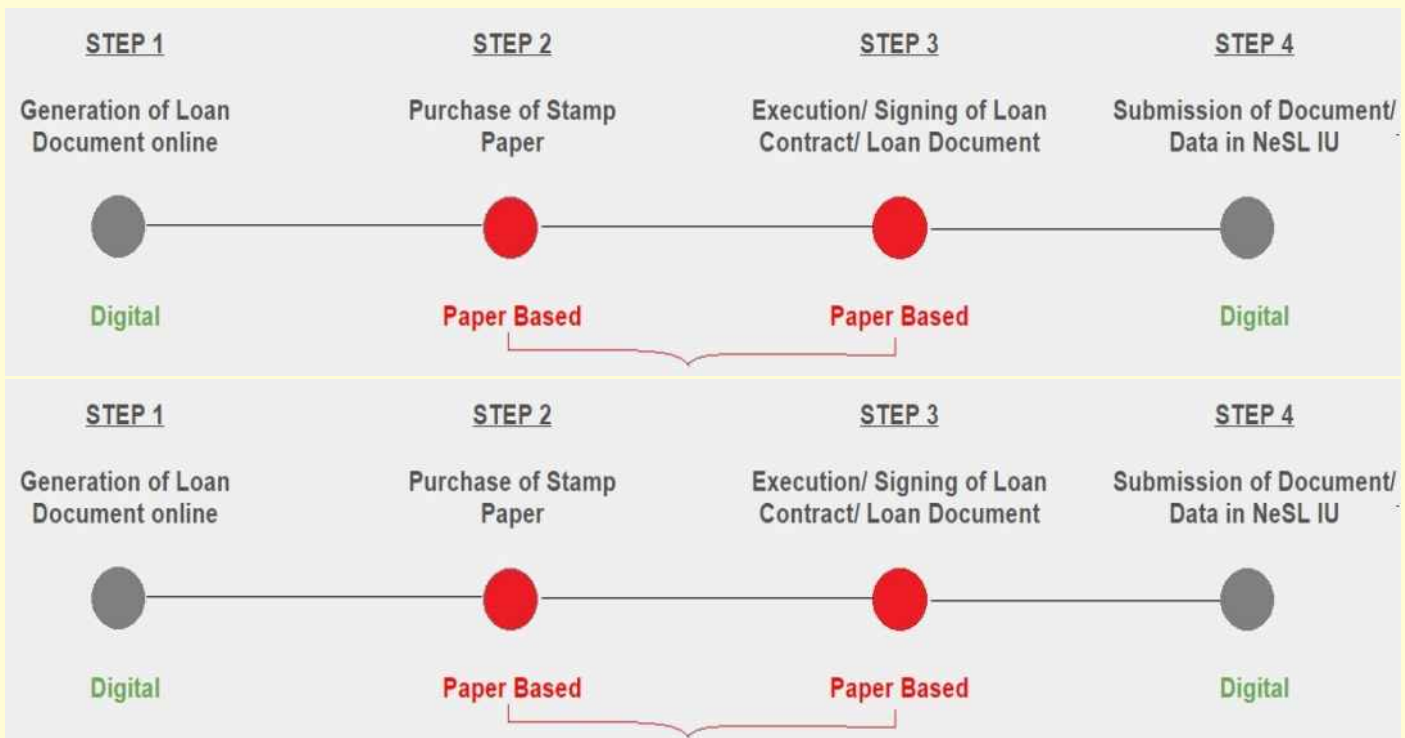 STEP 1 STEP 2 STEP 3 STEP 4
Generation of Loan Purchase of Stamp Execution/ Signing of Loan Submission of Document/
Document online Paper Contract/ Loan Document Data in NeSL IU
Digital Paper Based Paper Based Digital
STEP 1 STEP 2 STEP 3 STEP 4
Generation of Loan Purchase of Stamp Execution/ Signing of Loan Submission of Document/
Document online Paper Contract/ Loan Document Data in NeSL IU
Digital Paper Based Paper Based Digital